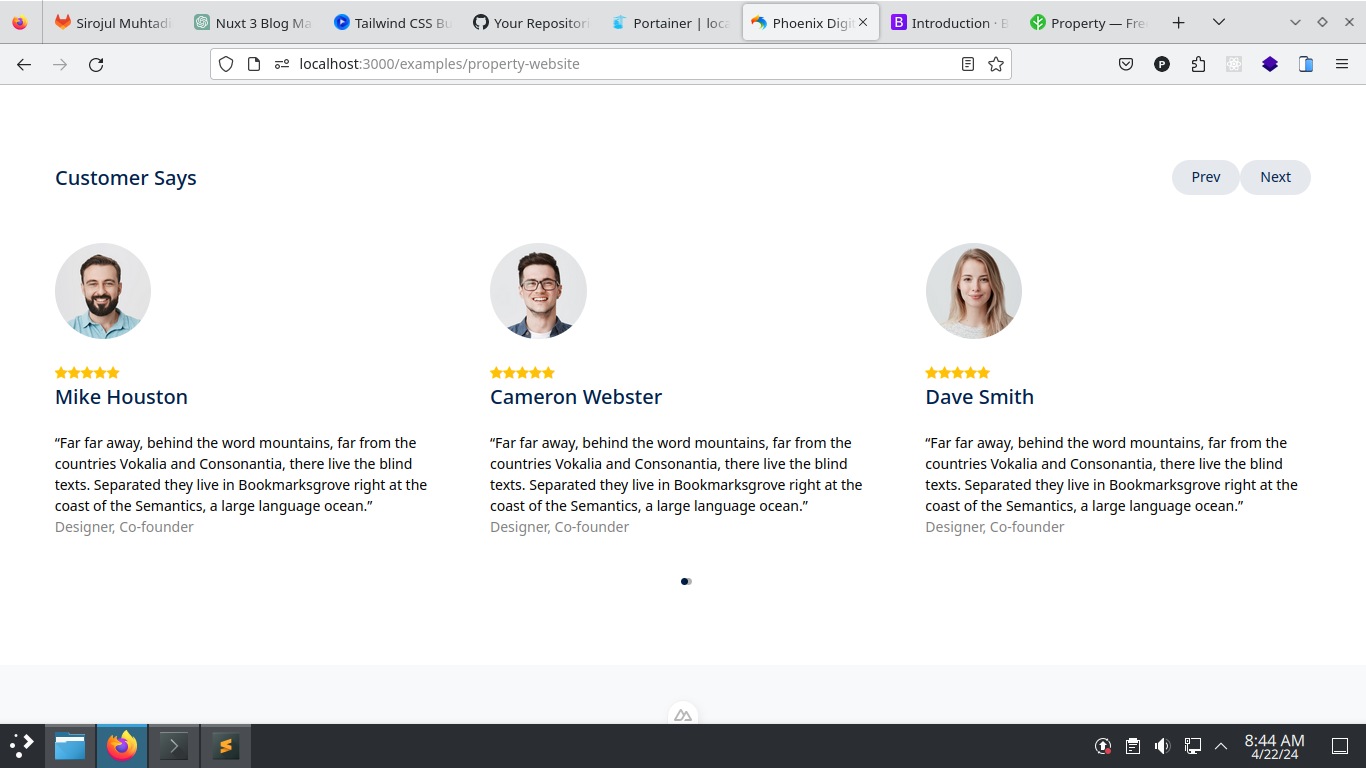 Sirojul Muhtadi
Nuxt 3 Blog Ma
Tailwind CSS Bu
Your Repositori
Portainer | loca
Phoenix Digit
Introduction · B
Property — Free
localhost:3000/examples/property-website
Customer Says
Prev
Next
Mike Houston
“Far far away, behind the word mountains, far from the
countries Vokalia and Consonantia, there live the blind
texts. Separated they live in Bookmarksgrove right at the
coast of the Semantics, a large language ocean.”
Designer, Co-founder
Cameron Webster
“Far far away, behind the word mountains, far from the
countries Vokalia and Consonantia, there live the blind
texts. Separated they live in Bookmarksgrove right at the
coast of the Semantics, a large language ocean.”
Designer, Co-founder
Dave Smith
“Far far away, behind the word mountains, far from the
countries Vokalia and Consonantia, there live the blind
texts. Separated they live in Bookmarksgrove right at the
coast of the Semantics, a large language ocean.”
Designer, Co-founder
8:44 AM
4/22/24